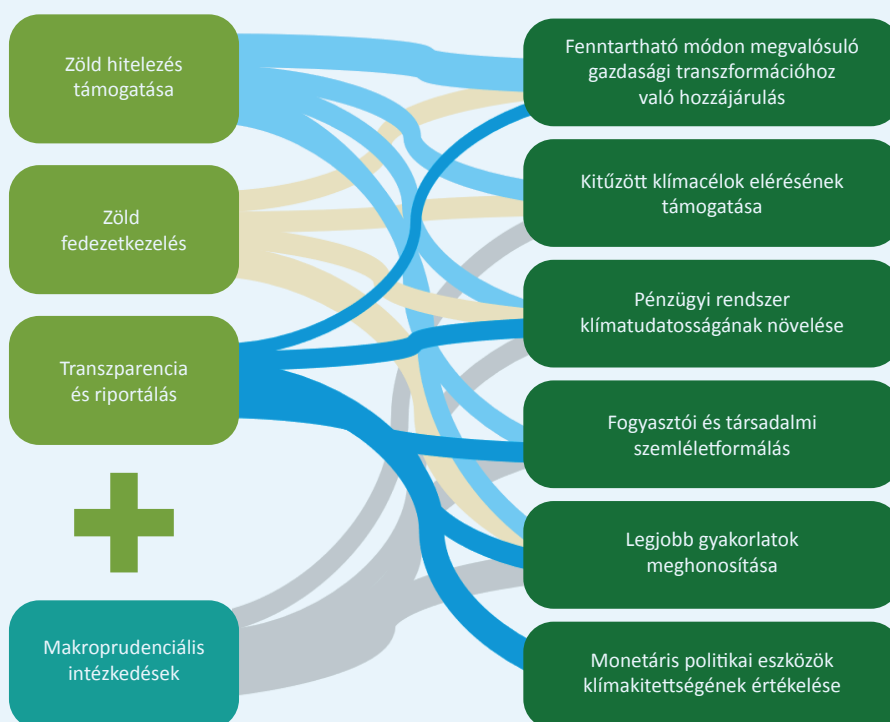 Zöld hitelezés
támogatása
Zöld
fedezetkezelés
Transzparencia
és riportálás
Makroprudenciális
intézkedések
Fenntartható módon megvalósuló
gazdasági transzformációhoz
való hozzájárulás
Kitűzött klímacélok elérésének
támogatása
Pénzügyi rendszer
klímatudatosságának növelése
Fogyasztói és társadalmi
szemléletformálás
Legjobb gyakorlatok
meghonosítása
Monetáris politikai eszközök
klímakitettségének értékelése